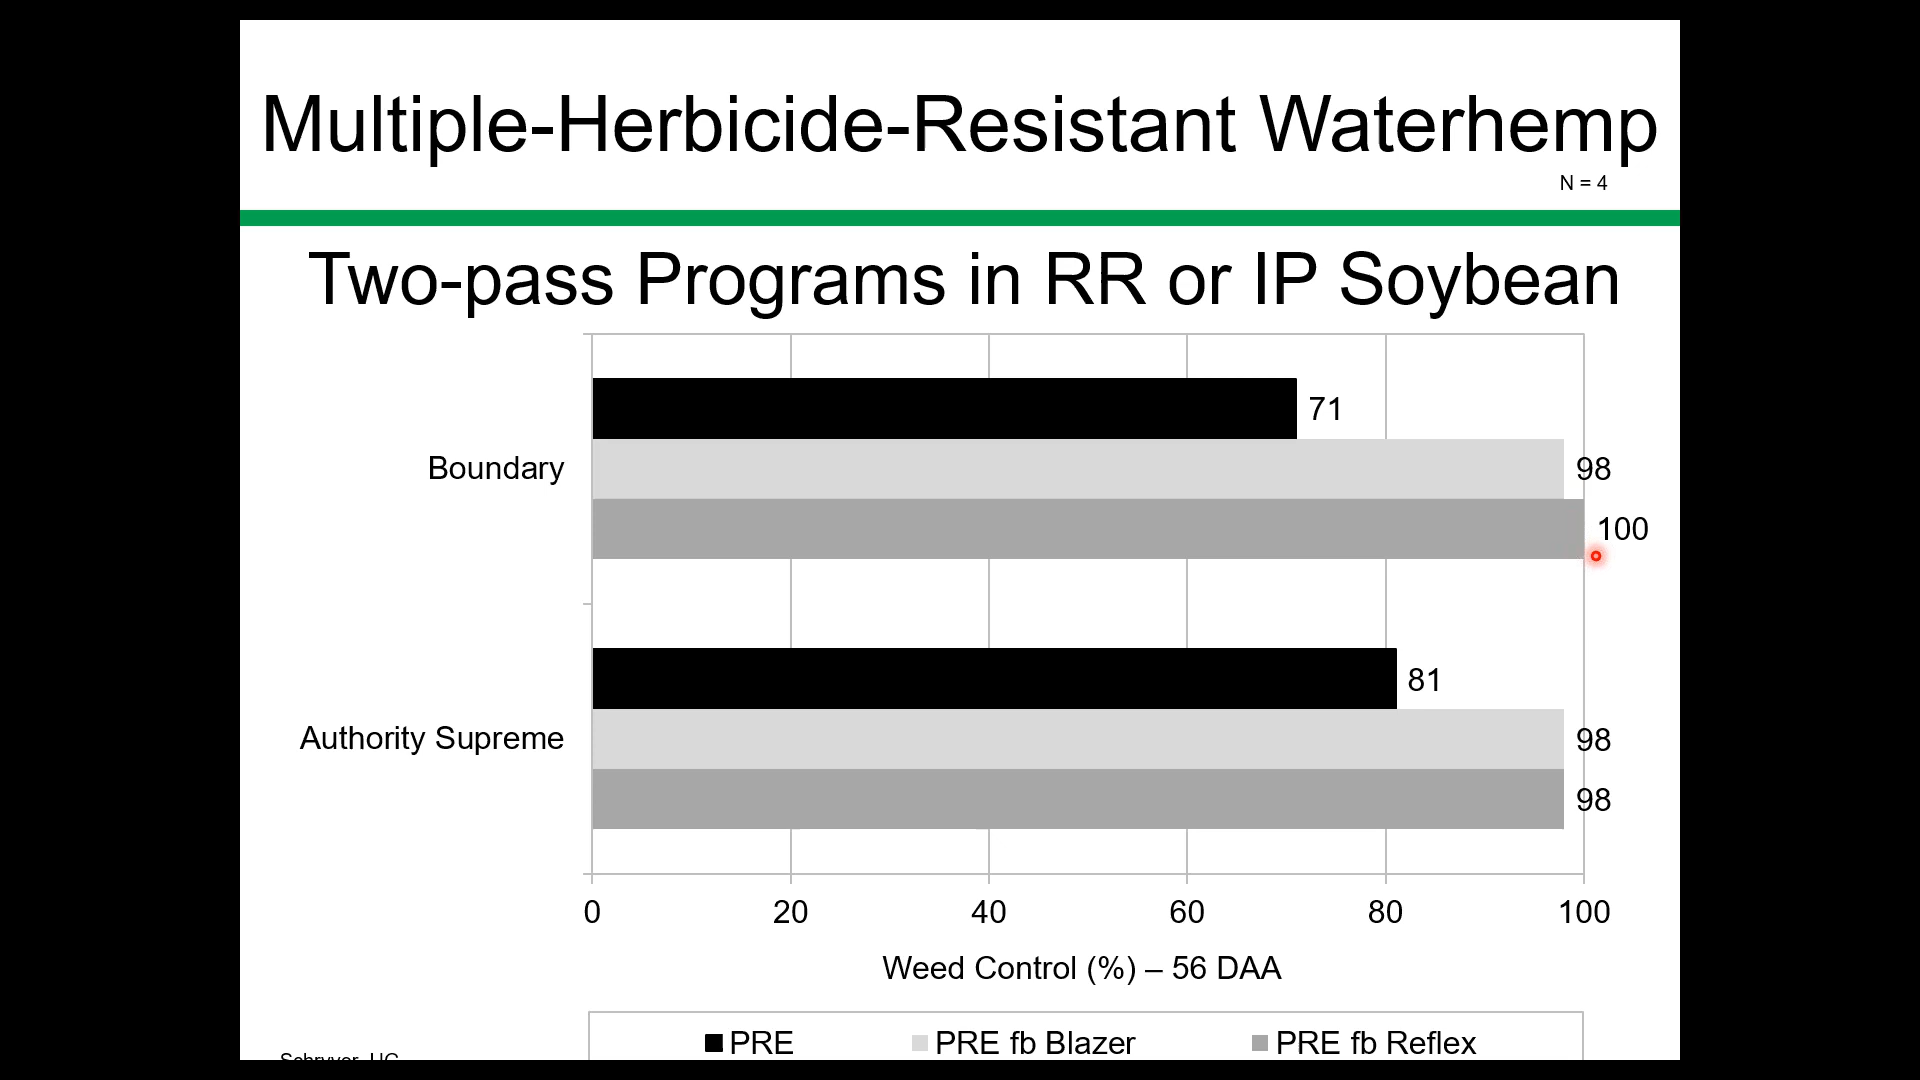 Multiple-Herbicide-Resistant Waterhemp
N = 4
Two-pass Programs in RR or IP Soybean
71
Boundary
98
100
81
Authority Supreme
98
98
0 20 40 60 80 100
Weed Control (%) – 56 DAA
PRE PRE fb Blazer PRE fb Reflex